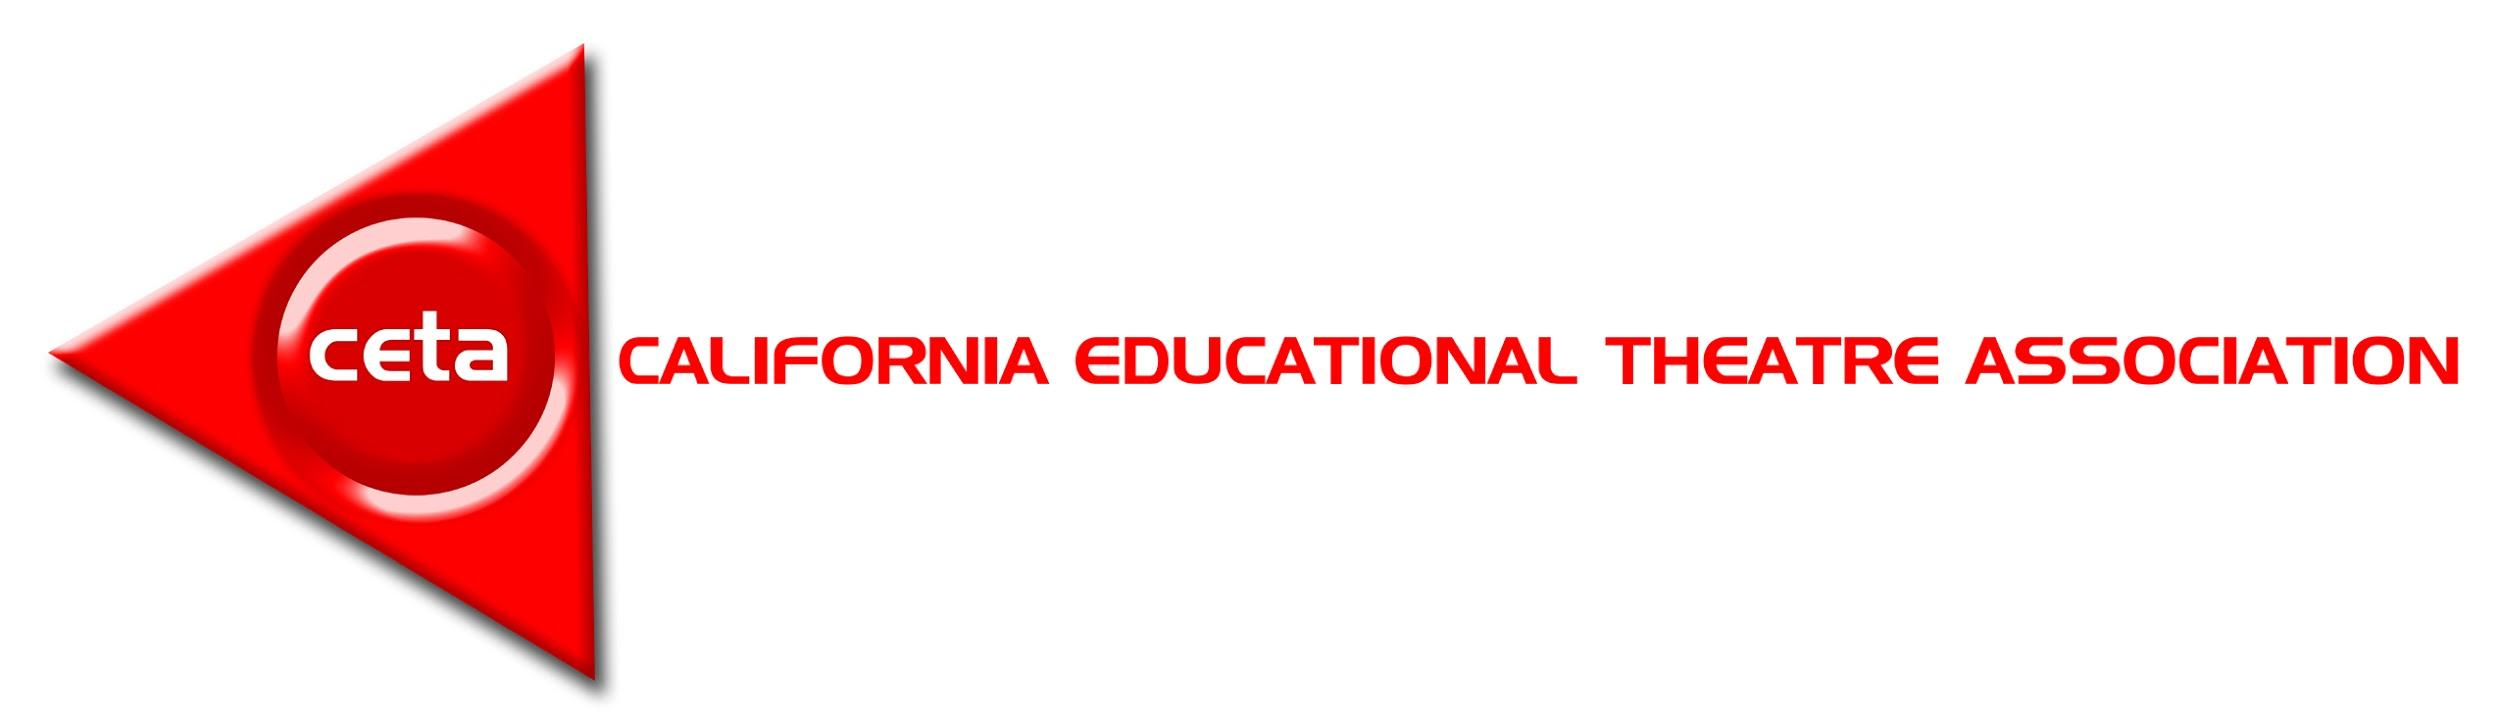 ceta
CALIFORNIA EDUCATIONAL THEATRE ASSOCIATION